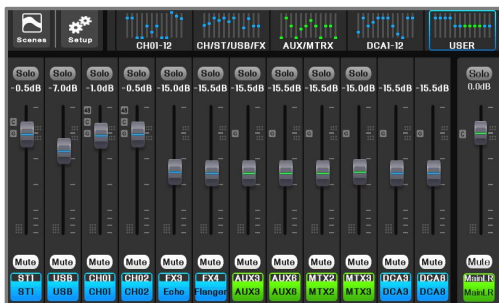 Scenes Setup CH01-12 CH/ST/USB/FX AUX/MTRX DCA1-12 USER
Solo Solo Solo Solo Solo Solo Solo Solo Solo Solo Solo Solo Solo
-0.5dB -7.0dB -1.0dB -0.5dB -15.0dB -15.5dB -15.5dB -15.5dB -15.5dB -15.0dB -15.5dB -15.5dB 0.0dB
Mute Mute Mute Mute Mute Mute Mute Mute Mute Mute Mute Mute Mute
ST1 USB CH01 CH02 FX3 FX4 AUX3 AUX6 MTX2 MTX3 DCA3 DCA8 MainLR
ST1 USB CH01 CH02 Echo Flanger AUX3 AUX6 MTX2 MTX3 DCA3 DCA8 MainLR